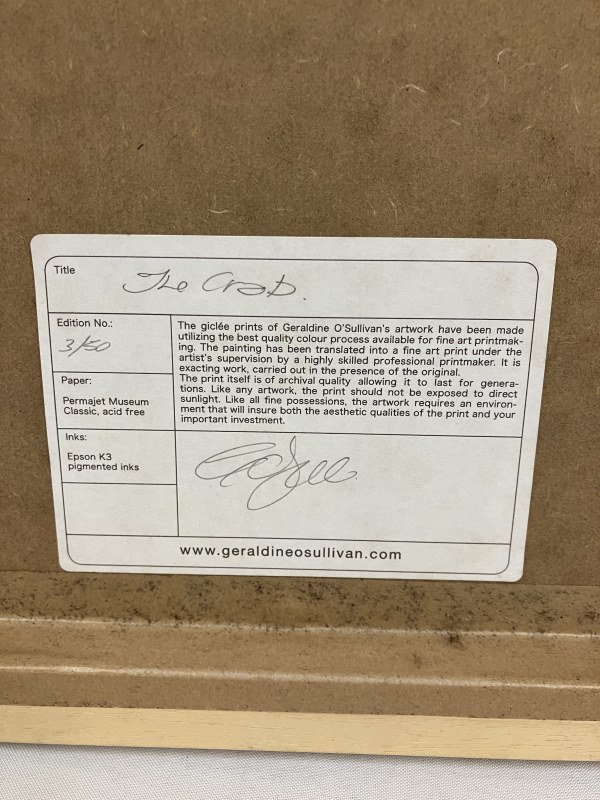 Title
The Crab.
Edition No.:
3/50
Paper:
Permajet Museum
Classic, acid free
Inks:
Epson K3
pigmented inks
The giclée prints of Geraldine O'Sullivan's artwork have been made
utilizing the best quality colour process available for fine art printmak-
ing. The painting has been translated into a fine art print under the
artist's supervision by a highly skilled professional printmaker. It is
exacting work, carried out in the presence of the original.
The print itself is of archival quality allowing it to last for genera-
tions. Like any artwork, the print should not be exposed to direct
sunlight. Like all fine possessions, the artwork requires an environ-
ment that will insure both the aesthetic qualities of the print and your
important investment.
www.geraldineosullivan.com